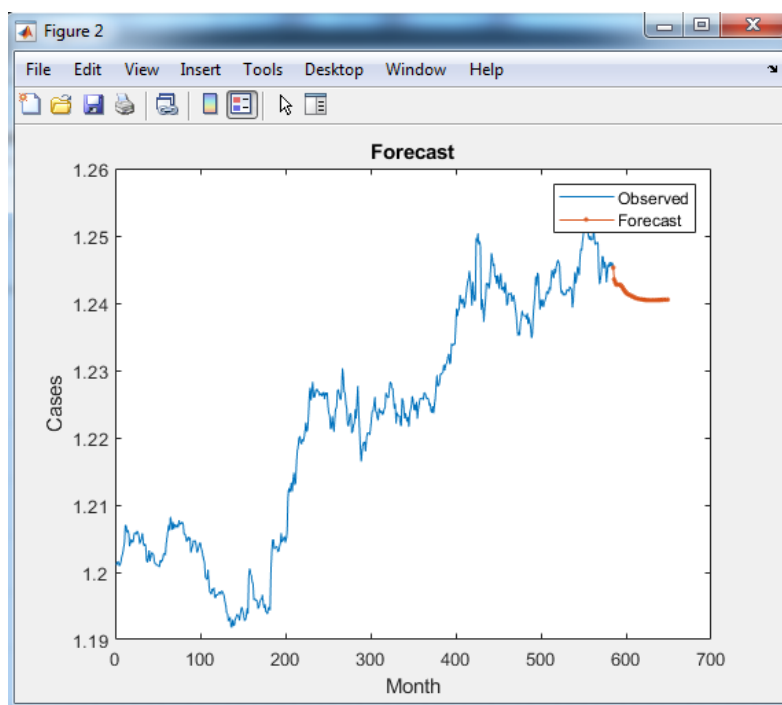 Figure 2
File Edit View Insert Tools Desktop Window Help
Forecast
1.26
1.25
1.24
1.23
1.22
1.21
1.2
1.19
Cases
Observed
Forecast
0 100 200 300 400 500 600 700
Month